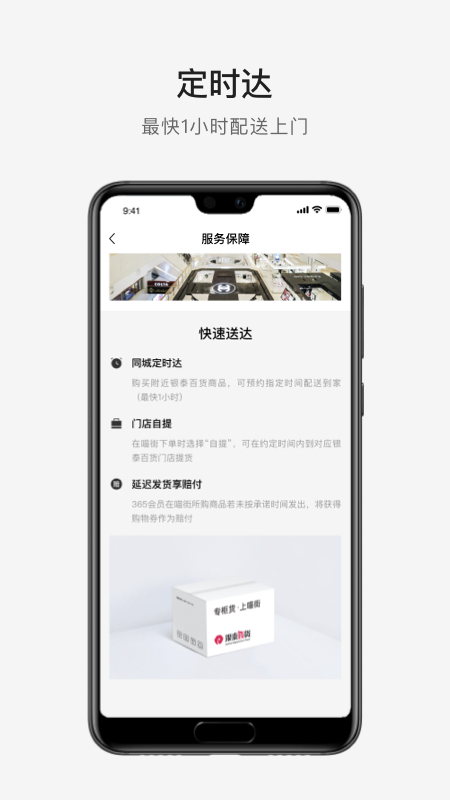 定时达
最快1小时配送上门
9:41
服务保障
快速送达
同城定时达
购买附近银泰百货商品，可预约指定时间配送到家
（最快1小时）
门店自提
在喵街下单时选择“自提”，可在约定时间内到对应银
泰百货门店提货
延迟发货享赔付
365会员在喵街所购商品若未按承诺时间发出，将获得
购物券作为赔付
专柜货·上喵街